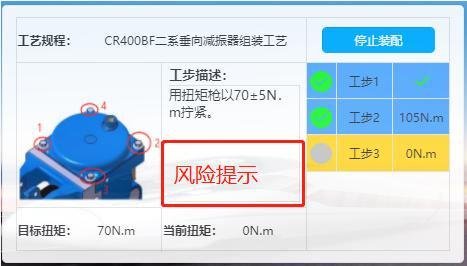 工艺规程： CR400BF二系垂向减振器组装工艺
停止装配
工步描述：
用扭矩枪以70±5N.
m拧紧。
4
1
2
3
风险提示
工步1
工步2 105N.m
工步3 0N.m
目标扭矩： 70N.m 当前扭矩： 0N.m